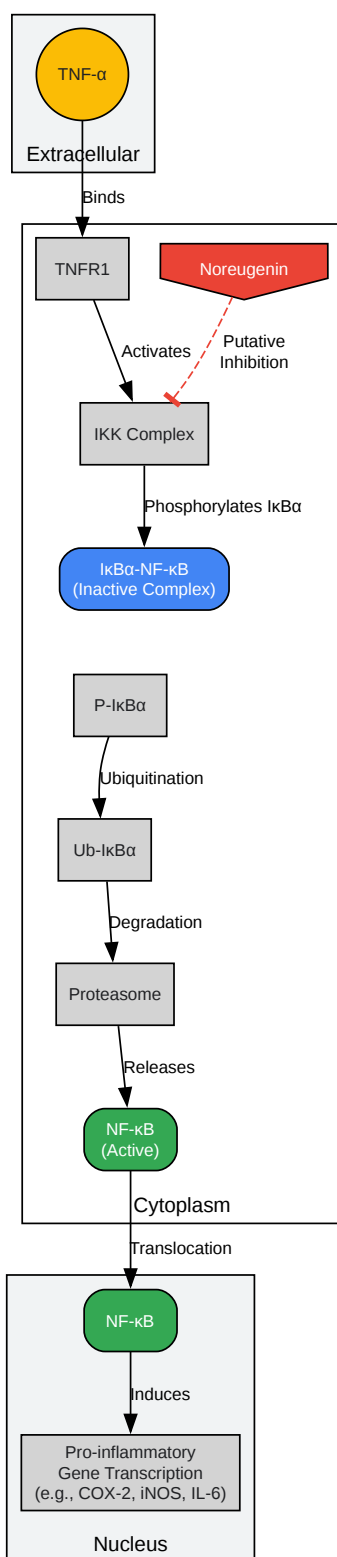 TNF-α
Extracellular
Binds
TNFR1
Noreugenin
Activates
Putative
Inhibition
IKK Complex
Phosphorylates IκBα
IκBα-NF-κB
(Inactive Complex)
P-IκBα
Ubiquitination
Ub-IκBα
Degradation
Proteasome
Releases
NF-κB
(Active)
Cytoplasm
Translocation
NF-κB
Induces
Pro-inflammatory
Gene Transcription
(e.g., COX-2, iNOS, IL-6)
Nucleus